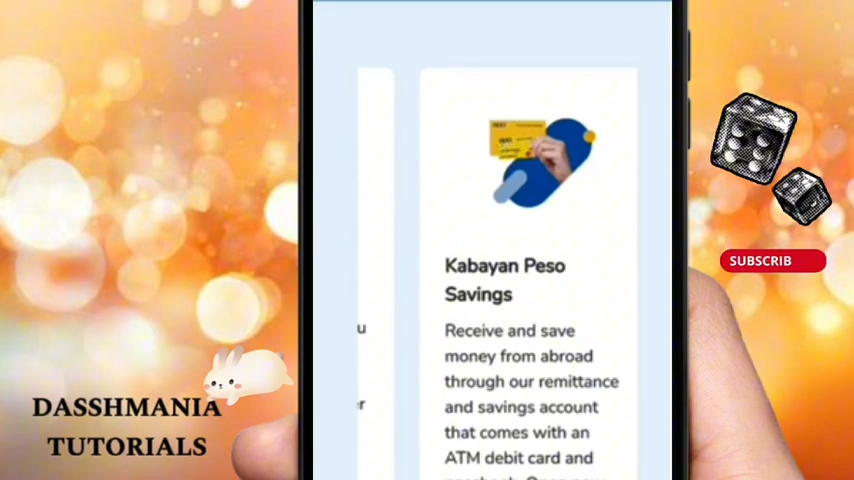 Kabayan Peso
Savings
Receive and save
money from abroad
through our remittance
and savings account
that comes with an
ATM debit card and
u
er
SUBSCRIB
DASSHMANIA
TUTORIALS